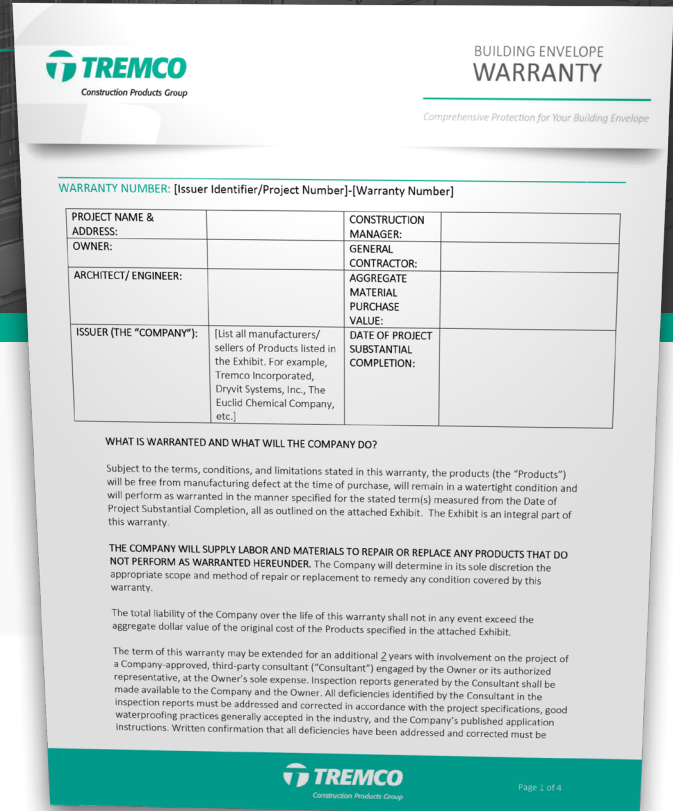 TREMCO
Construction Products Group
BUILDING ENVELOPE
WARRANTY
Comprehensive Protection for Your Building Envelope
WARRANTY NUMBER: [Issuer Identifier/Project Number]-[Warranty Number]
PROJECT NAME &
ADDRESS:
CONSTRUCTION
MANAGER:
OWNER:
GENERAL
CONTRACTOR:
ARCHITECT/ ENGINEER:
AGGREGATE
MATERIAL
PURCHASE
VALUE:
ISSUER (THE “COMPANY”):
[List all manufacturers/
sellers of Products listed in
the Exhibit. For example,
Tremco Incorporated,
Dryvit Systems, Inc., The
Euclid Chemical Company,
etc.]
DATE OF PROJECT
SUBSTANTIAL
COMPLETION:
WHAT IS WARRANTED AND WHAT WILL THE COMPANY DO?
Subject to the terms, conditions, and limitations stated in this warranty, the products (the “Products”)
will be free from manufacturing defect at the time of purchase, will remain in a watertight condition and
will perform as warranted in the manner specified for the stated term(s) measured from the Date of
Project Substantial Completion, all as outlined on the attached Exhibit. The Exhibit is an integral part of
this warranty.
THE COMPANY WILL SUPPLY LABOR AND MATERIALS TO REPAIR OR REPLACE ANY PRODUCTS THAT DO
NOT PERFORM AS WARRANTED HEREUNDER. The Company will determine in its sole discretion the
appropriate scope and method of repair or replacement to remedy any condition covered by this
warranty.
The total liability of the Company over the life of this warranty shall not in any event exceed the
aggregate dollar value of the original cost of the Products specified in the attached Exhibit.
The term of this warranty may be extended for an additional 2 years with involvement on the project of
a Company-approved, third-party consultant (“Consultant”) engaged by the Owner or its authorized
representative, at the Owner’s sole expense. Inspection reports generated by the Consultant shall be
made available to the Company and the Owner. All deficiencies identified by the Consultant in the
inspection reports must be addressed and corrected in accordance with the project specifications, good
waterproofing practices generally accepted in the industry, and the Company’s published application
instructions. Written confirmation that all deficiencies have been addressed and corrected must be
TREMCO
Construction Products Group
Page 1 of 4